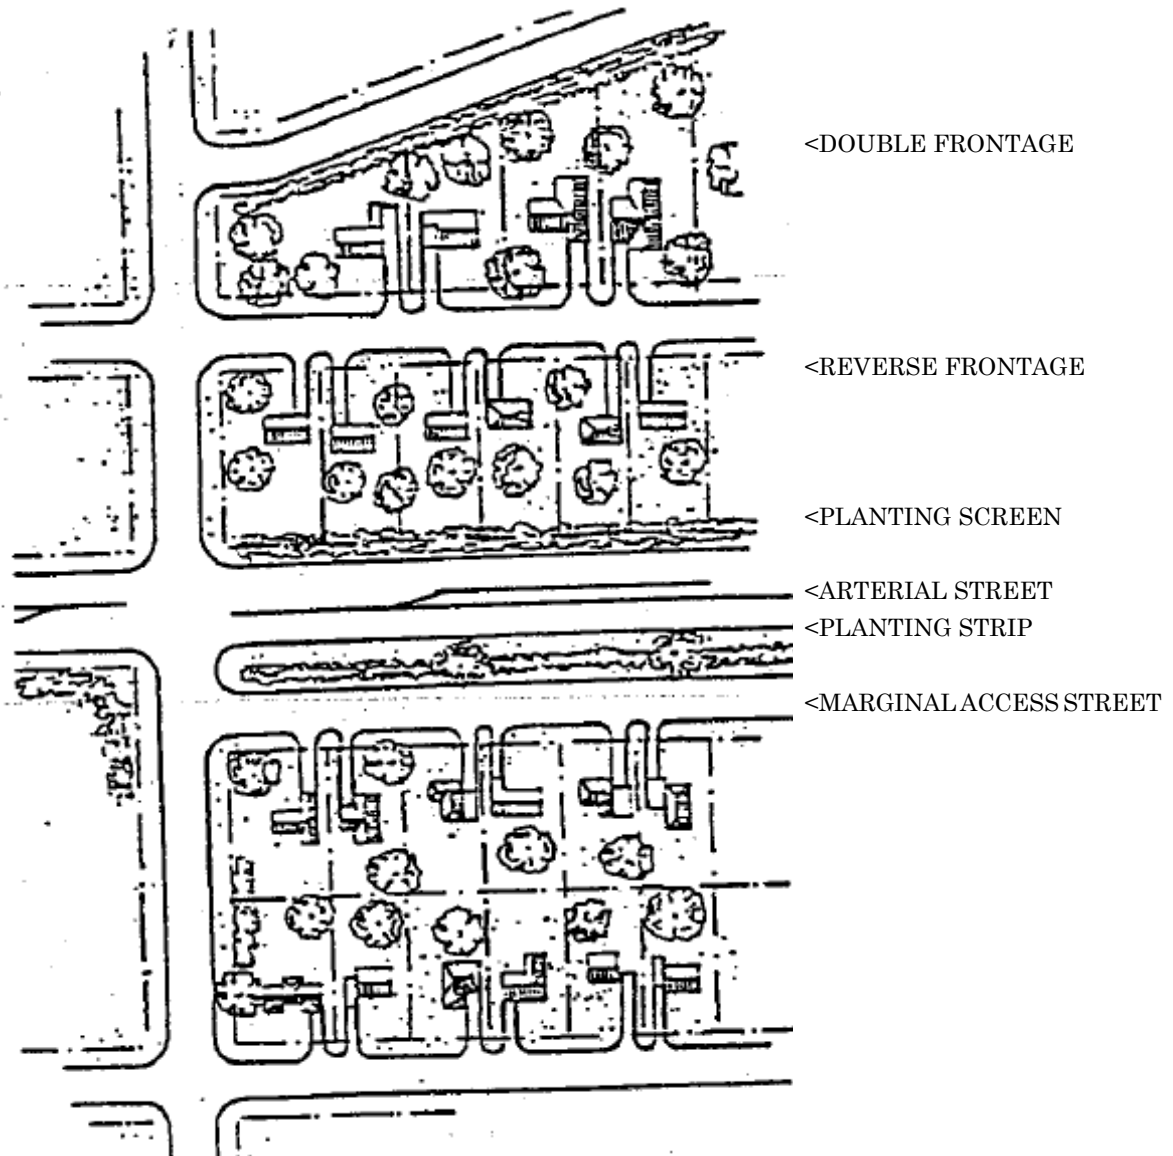 <DOUBLE FRONTAGE
<REVERSE FRONTAGE
<PLANTING SCREEN
<ARTERIAL STREET
<PLANTING STRIP
<MARGINAL ACCESS STREET